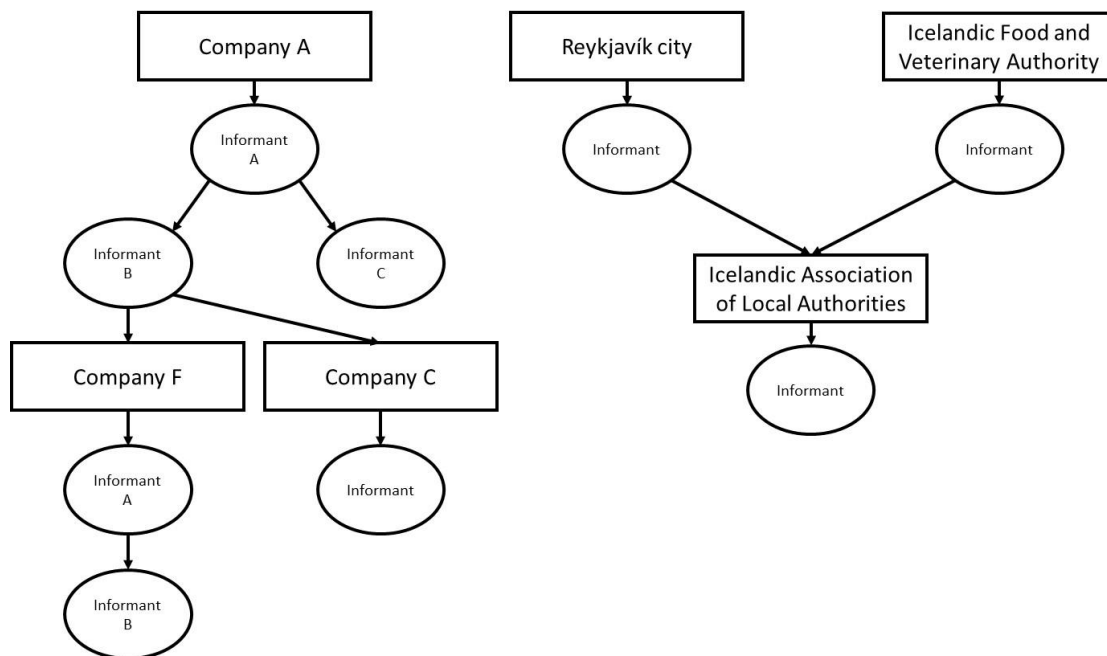 Company A
Reykjavík city
Icelandic Food and
Veterinary Authority
Informant
A
Informant
Informant
Informant
B
Informant
C
Icelandic Association
of Local Authorities
Company F
Company C
Informant
Informant
A
Informant
Informant
B